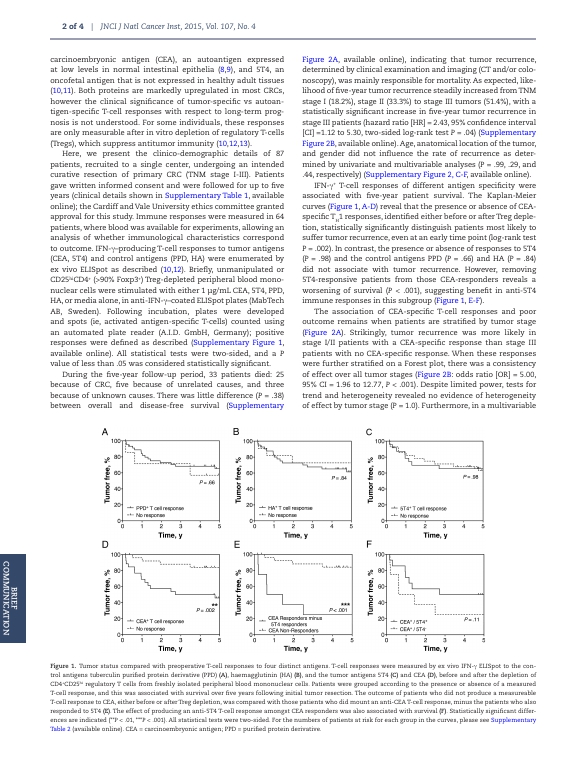 2 of 4 | JNCI J Natl Cancer Inst, 2015, Vol. 107, No. 4
carcinoembryonic antigen (CEA), an autoantigen expressed
at low levels in normal intestinal epithelia (8,9), and 5T4, an
oncofetal antigen that is not expressed in healthy adult tissues
(10,11). Both proteins are markedly upregulated in most CRCs,
however the clinical significance of tumor-specific vs autoan-
tigen-specific T-cell responses with respect to long-term prog-
nosis is not understood. For some individuals, these responses
are only measurable after in vitro depletion of regulatory T-cells
(Tregs), which suppress antitumor immunity (10,12,13).
Here, we present the clinico-demographic details of 87
patients, recruited to a single center, undergoing an intended
curative resection of primary CRC (TNM stage I-III). Patients
gave written informed consent and were followed for up to five
years (clinical details shown in Supplementary Table 1, available
online); the Cardiff and Vale University ethics committee granted
approval for this study. Immune responses were measured in 64
patients, where blood was available for experiments, allowing an
analysis of whether immunological characteristics correspond
to outcome. IFN-γ–producing T-cell responses to tumor antigens
(CEA, 5T4) and control antigens (PPD, HA) were enumerated by
ex vivo ELISpot as described (10,12). Briefly, unmanipulated or
CD25hiCD4+ (>90% Foxp3+) Treg-depleted peripheral blood mono-
nuclear cells were stimulated with either 1 µg/mL CEA, 5T4, PPD,
HA, or media alone, in anti-IFN-γ–coated ELISpot plates (MabTech
AB, Sweden). Following incubation, plates were developed
and spots (ie, activated antigen-specific T-cells) counted using
an automated plate reader (A.I.D. GmbH, Germany); positive
responses were defined as described (Supplementary Figure 1,
available online). All statistical tests were two-sided, and a P
value of less than .05 was considered statistically significant.
During the five-year follow-up period, 33 patients died: 25
because of CRC, five because of unrelated causes, and three
because of unknown causes. There was little difference (P = .38)
between overall and disease-free survival (Supplementary
Figure 2A, available online), indicating that tumor recurrence,
determined by clinical examination and imaging (CT and/or colo-
noscopy), was mainly responsible for mortality. As expected, like-
lihood of five-year tumor recurrence steadily increased from TNM
stage I (18.2%), stage II (33.3%) to stage III tumors (51.4%), with a
statistically significant increase in five-year tumor recurrence in
stage III patients (hazard ratio [HR] = 2.43, 95% confidence interval
[CI] =1.12 to 5.30, two-sided log-rank test P = .04) (Supplementary
Figure 2B, available online). Age, anatomical location of the tumor,
and gender did not influence the rate of recurrence as deter-
mined by univariate and multivariable analyses (P = .99, .29, and
.44, respectively) (Supplementary Figure 2, C-F, available online).
IFN-γ+ T-cell responses of different antigen specificity were
associated with five-year patient survival. The Kaplan-Meier
curves (Figure 1, A-D) reveal that the presence or absence of CEA-
specific TH1 responses, identified either before or after Treg deple-
tion, statistically significantly distinguish patients most likely to
suffer tumor recurrence, even at an early time point (log-rank test
P = .002). In contrast, the presence or absence of responses to 5T4
(P = .98) and the control antigens PPD (P = .66) and HA (P = .84)
did not associate with tumor recurrence. However, removing
5T4-responsive patients from those CEA-responders reveals a
worsening of survival (P < .001), suggesting benefit in anti-5T4
immune responses in this subgroup (Figure 1, E-F).
The association of CEA-specific T-cell responses and poor
outcome remains when patients are stratified by tumor stage
(Figure 2A). Strikingly, tumor recurrence was more likely in
stage I/II patients with a CEA-specific response than stage III
patients with no CEA-specific response. When these responses
were further stratified on a Forest plot, there was a consistency
of effect over all stages (Figure 2B: odds ratio [OR] = 5.00,
95% CI = 1.96 to 12.77, P < .001). Despite limited power, tests for
trend and heterogeneity revealed no evidence of heterogeneity
of effect by tumor stage (P = 1.0). Furthermore, in a multivariable
A
Tumor free, %
100
80
60
40
20
0
P = .66
PPD+ T cell response
No response
0 1 2 3 4 5
Time, y
B
Tumor free, %
100
80
60
40
20
0
P = .84
HA+ T cell response
No response
0 1 2 3 4 5
Time, y
C
Tumor free, %
100
80
60
40
20
0
P = .98
5T4+ T cell response
No response
0 1 2 3 4 5
Time, y
D
Tumor free, %
100
80
60
40
20
0
**
P = .002
CEA+ T cell response
No response
0 1 2 3 4 5
Time, y
E
Tumor free, %
100
80
60
40
20
0
***
P < .001
CEA Responders minus
5T4 responders
CEA Non-Responders
0 1 2 3 4 5
Time, y
F
Tumor free, %
100
80
60
40
20
0
P = .11
CEA+ / 5T4+
CEA+ / 5T4-
0 1 2 3 4 5
Time, y
BRIEF
COMMUNICATION
Figure 1. Tumor status compared with preoperative T-cell responses to four distinct antigens. T-cell responses were measured by ex vivo IFN-γ ELISpot to the con-
trol antigens tuberculin purified protein derivative (PPD) (A), haemagglutinin (HA) (B), and the tumor antigens 5T4 (C) and CEA (D), before and after the depletion of
CD4+CD25hi regulatory T cells from freshly isolated peripheral blood mononuclear cells. Patients were grouped according to the presence or absence of a measured
T-cell response, and this was associated with survival over five years following initial tumor resection. The outcome of patients who did not produce a measureable
T-cell response to CEA, either before or after Treg depletion, was compared with those patients who did mount an anti-CEA T-cell response, minus the patients who also
responded to 5T4 (E). The effect of producing an anti-5T4 T-cell response amongst CEA responders was also associated with survival (F). Statistically significant differ-
ences are indicated (**P < .01, ***P < .001). All statistical tests were two-sided. For the numbers of patients at risk for each group in the curves, please see Supplementary
Table 2 (available online). CEA = carcinoembryonic antigen; PPD = purified protein derivative.